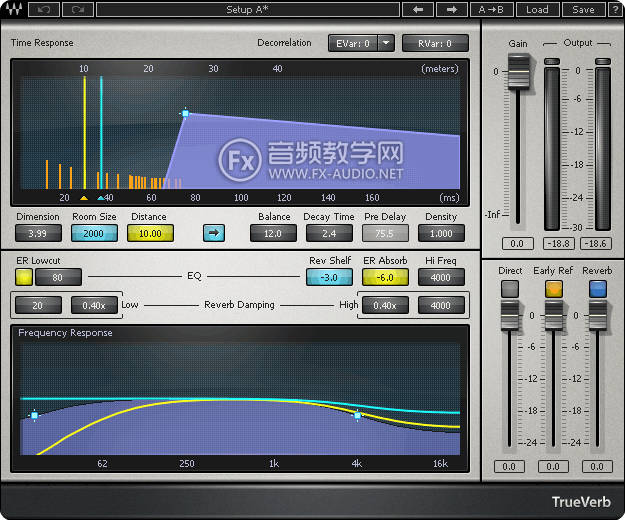 Setup A*
A→B
Load
Save
?
Time Response
Decorrelation
EVar: 0
RVar: 0
10 20 30 40 (meters)
Fx 音频教学网
WWW.FX-AUDIO.NET
20 40 60 80 100 120 140 160 (ms)
Dimension Room Size Distance Balance Decay Time Pre Delay Density
3.99 2000 10.00 12.0 2.4 75.5 1.000
ER Lowcut EQ Rev Shelf ER Absorb Hi Freq
80 -3.0 -6.0 4000
20 0.40x Low Reverb Damping High 0.40x 4000
Frequency Response
62 250 1k 4k 16k
Gain Output
0 0
-6
-12
-18
-24
-Inf -30
0.0 -18.8 -18.6
Direct Early Ref Reverb
0 0
-6 -6
-12 -12
-18 -18
-24 -24
0.0 0.0 0.0
TrueVerb